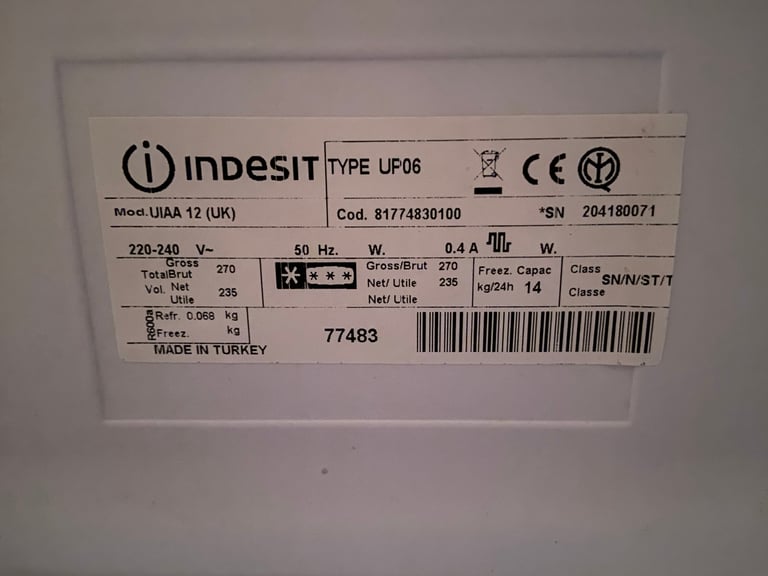 INDESIT TYPE UP06 CE
Mod.UIAA 12 (UK) Cod. 81774830100 *SN 204180071
220-240 V~ 50 Hz. W. 0.4 A W.
Gross
Total Brut 270
Vol. Net 235
Utile
* ***
Gross/Brut 270
Net/ Utile 235
Net/ Utile
Freez. Capac
kg/24h 14
Class SN/N/ST/T
Classe
R600a
Refr. 0.068 kg
Freez. kg
77483
MADE IN TURKEY